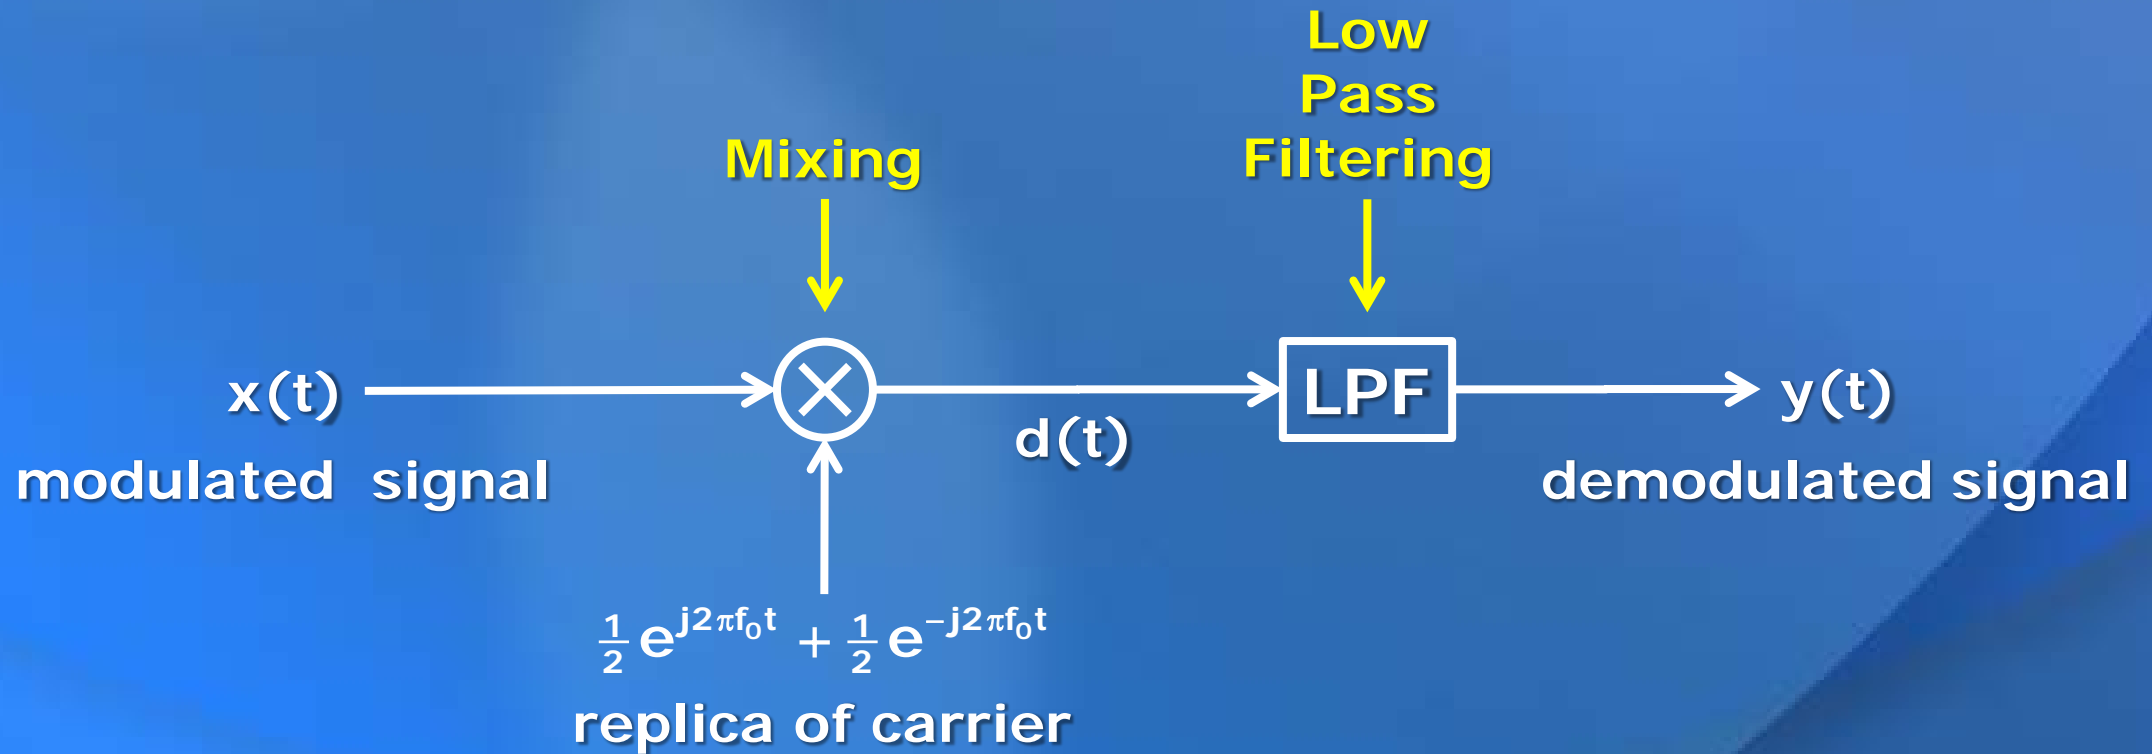 Low
Pass
Filtering
Mixing
x(t)
LPF
y(t)
d(t)
modulated signal
demodulated signal
½ e^{j2πf₀t} + ½ e^{−j2πf₀t}
replica of carrier